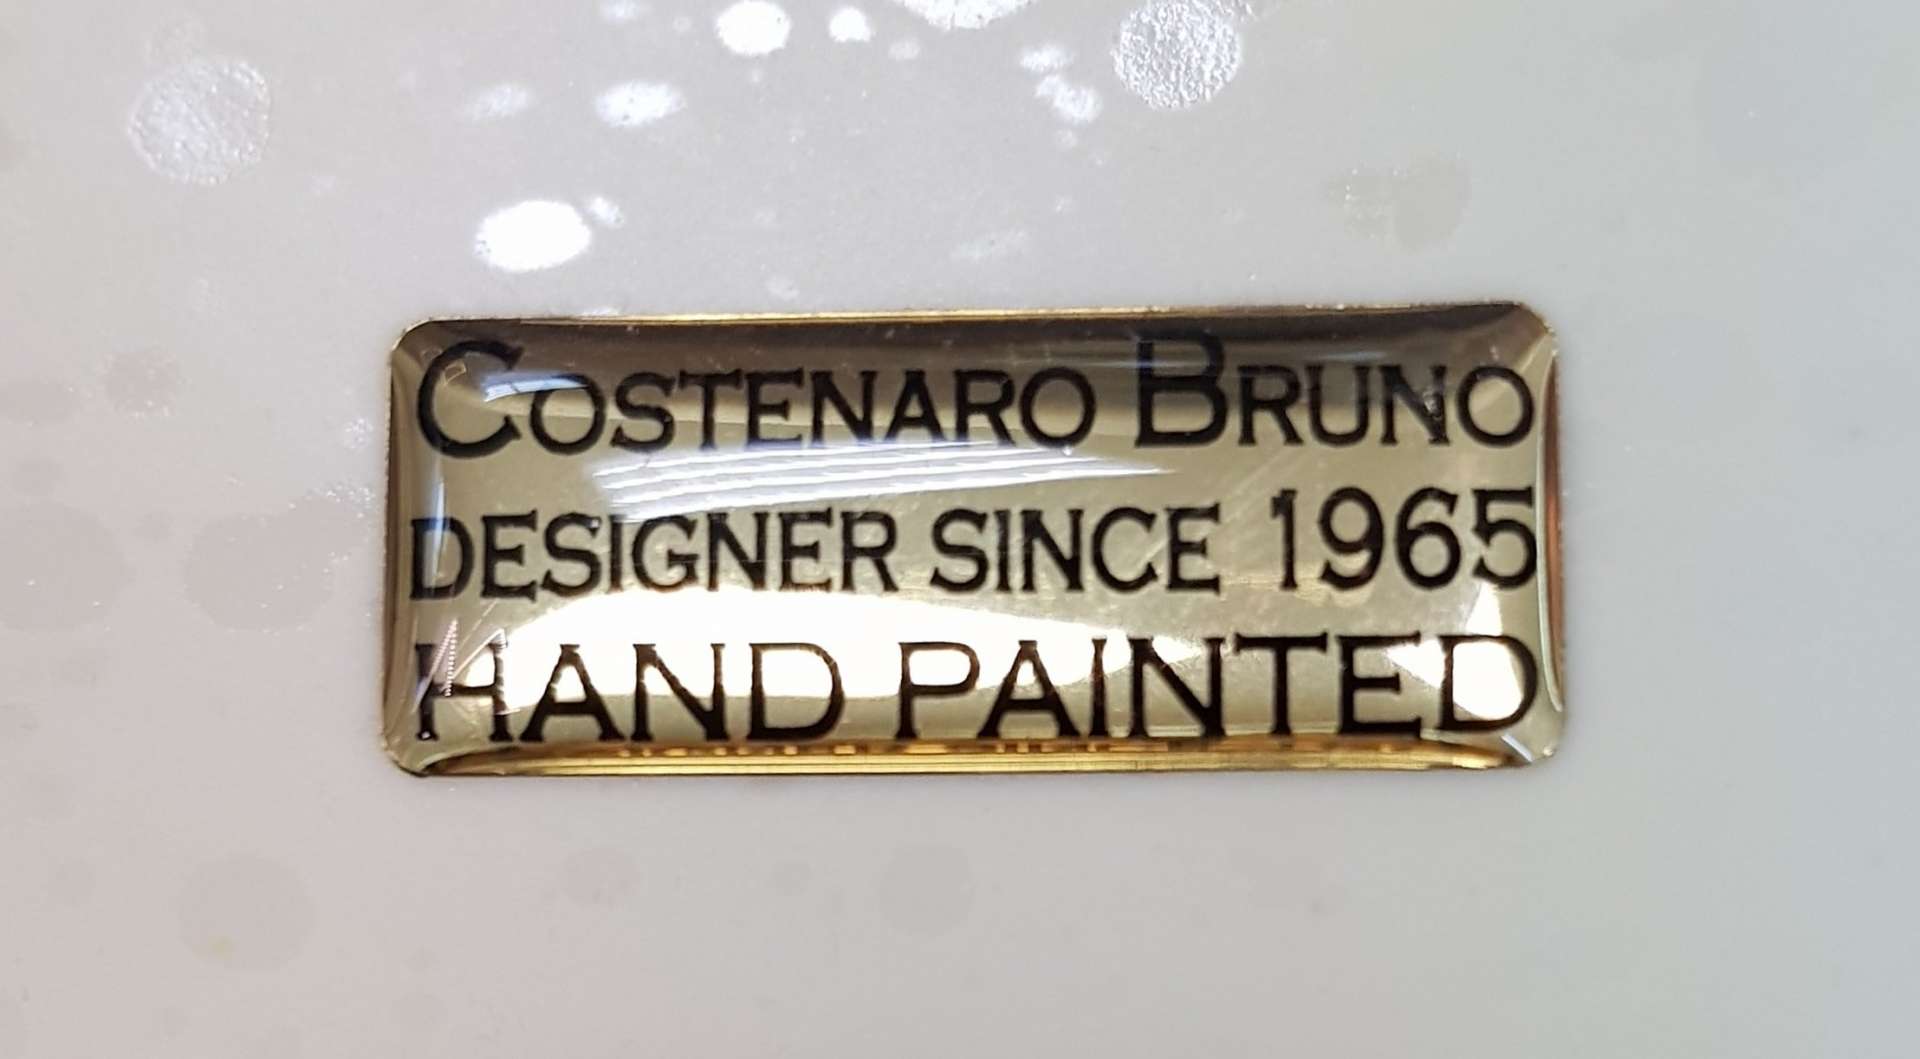 COSTENARO BRUNO
DESIGNER SINCE 1965
HAND PAINTED